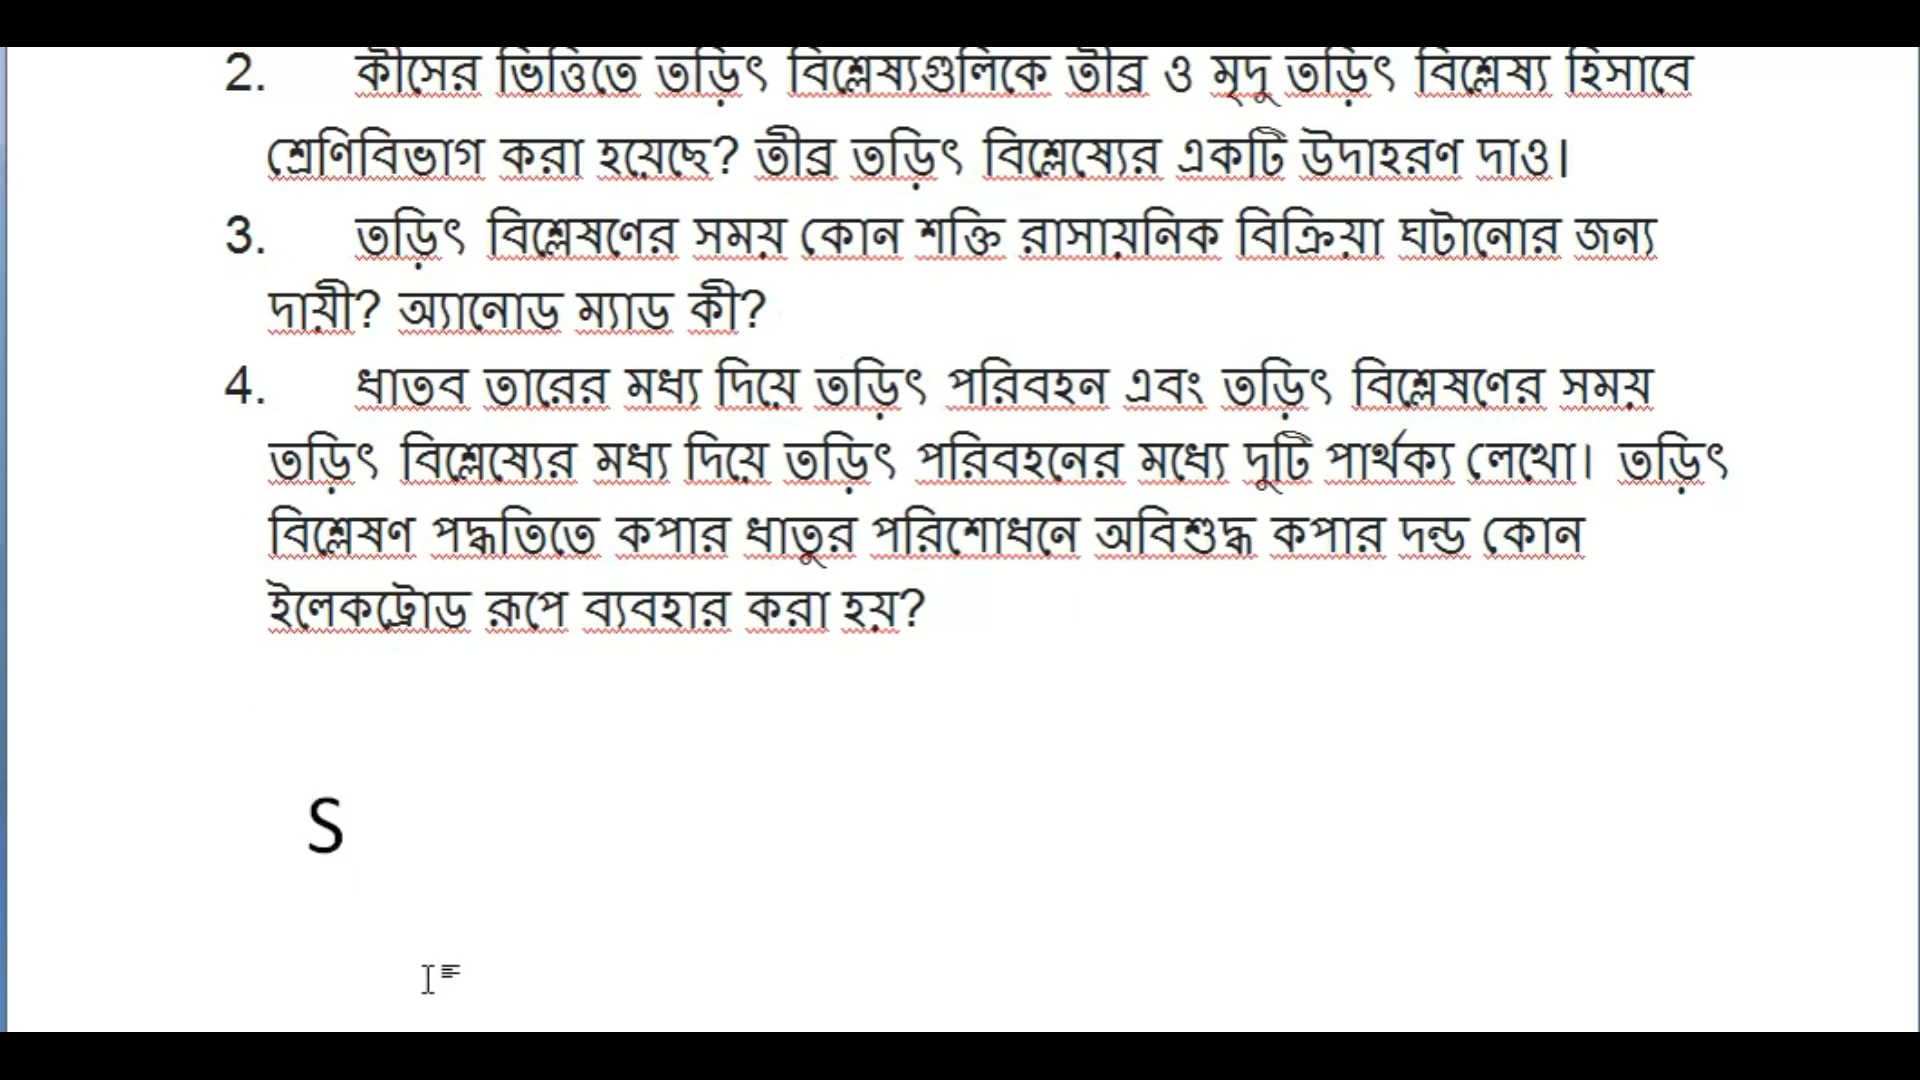 2. কীসের ভিত্তিতে তড়িৎ বিশ্লেষ্যগুলিকে তীব্র ও মৃদু তড়িৎ বিশ্লেষ্য হিসাবে
শ্রেণিবিভাগ করা হয়েছে? তীব্র তড়িৎ বিশ্লেষ্যের একটি উদাহরণ দাও।
3. তড়িৎ বিশ্লেষণের সময় কোন শক্তি রাসায়নিক বিক্রিয়া ঘটানোর জন্য
দায়ী? অ্যানোড ম্যাড কী?
4. ধাতব তারের মধ্য দিয়ে তড়িৎ পরিবহন এবং তড়িৎ বিশ্লেষণের সময়
তড়িৎ বিশ্লেষ্যের মধ্য দিয়ে তড়িৎ পরিবহনের মধ্যে দুটি পার্থক্য লেখো। তড়িৎ
বিশ্লেষণ পদ্ধতিতে কপার ধাতুর পরিশোধনে অবিশুদ্ধ কপার দন্ড কোন
ইলেকট্রোড রূপে ব্যবহার করা হয়?
S